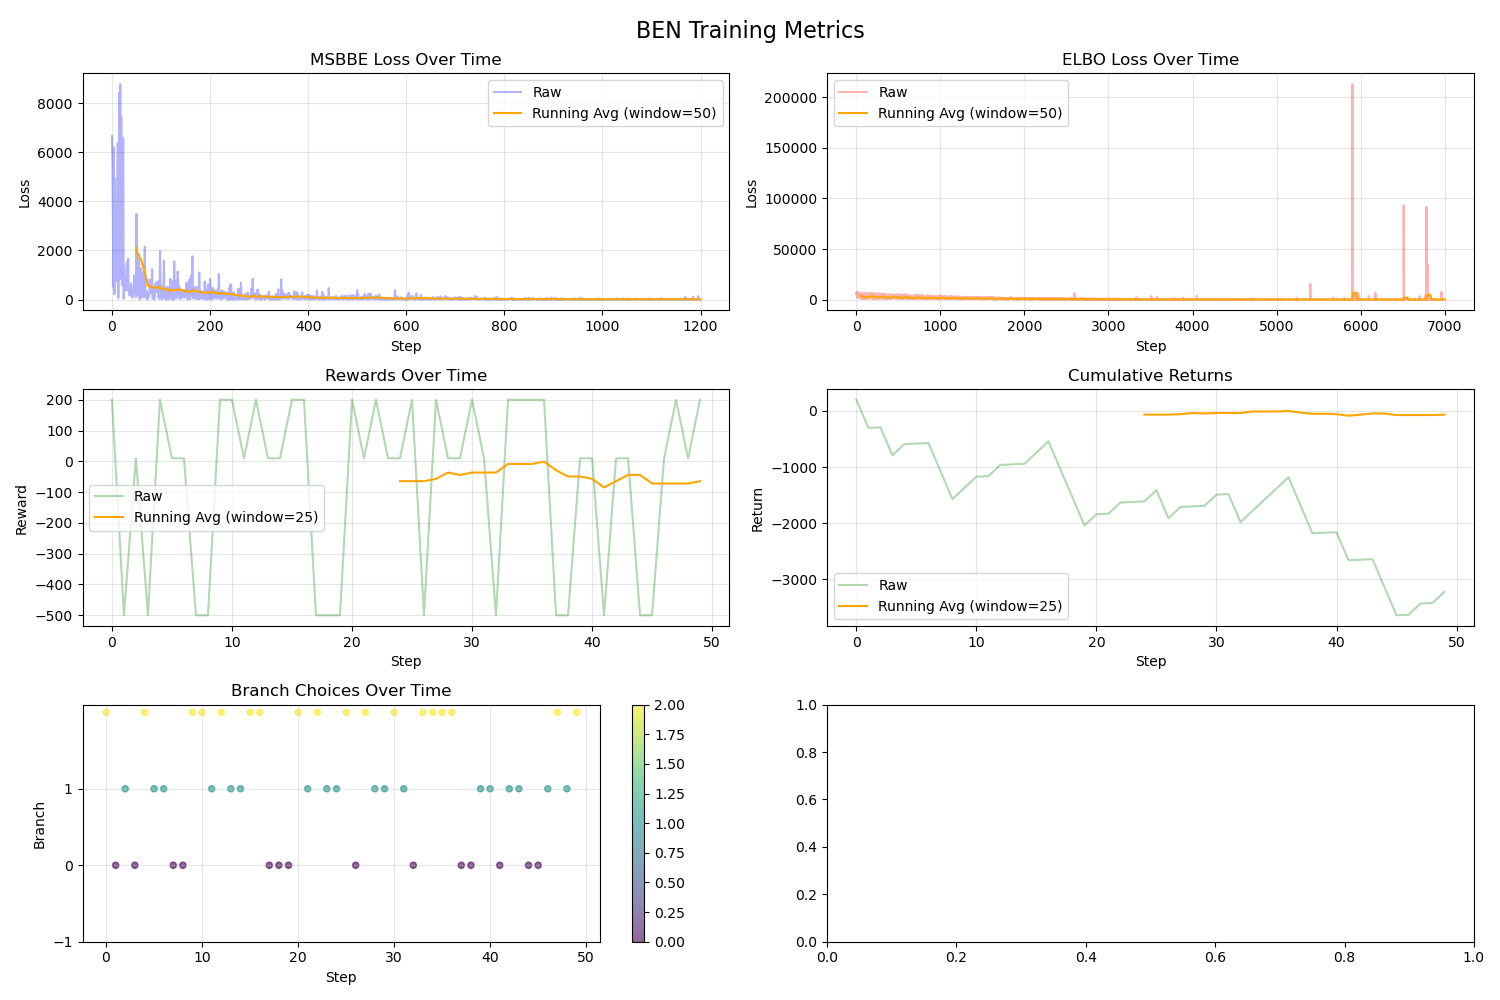 BEN Training Metrics
MSBBE Loss Over Time
Loss
8000
6000
4000
2000
0
Raw
Running Avg (window=50)
0 200 400 600 800 1000 1200
Step
ELBO Loss Over Time
Loss
200000
150000
100000
50000
0
Raw
Running Avg (window=50)
0 1000 2000 3000 4000 5000 6000 7000
Step
Rewards Over Time
Reward
200
100
0
−100
−200
−300
−400
−500
Raw
Running Avg (window=25)
0 10 20 30 40 50
Step
Cumulative Returns
Return
0
−1000
−2000
−3000
Raw
Running Avg (window=25)
0 10 20 30 40 50
Step
Branch Choices Over Time
Branch
1
0
−1
0 10 20 30 40 50
Step
2.00
1.75
1.50
1.25
1.00
0.75
0.50
0.25
0.00
1.0
0.8
0.6
0.4
0.2
0.0
0.0 0.2 0.4 0.6 0.8 1.0